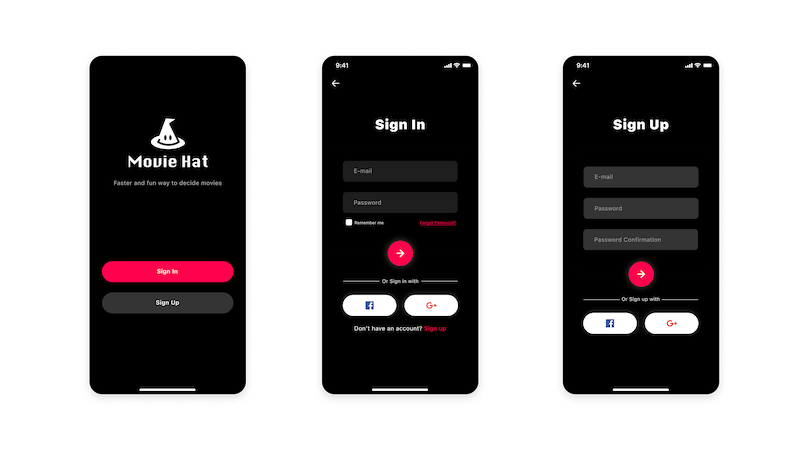 Movie Hat
Faster and fun way to decide movies
Sign In
Sign Up
9:41
Sign In
E-mail
Password
Remember me
Forgot Password?
Or Sign in with
G+
Don't have an account? Sign up
9:41
Sign Up
E-mail
Password
Password Confirmation
Or Sign up with
G+